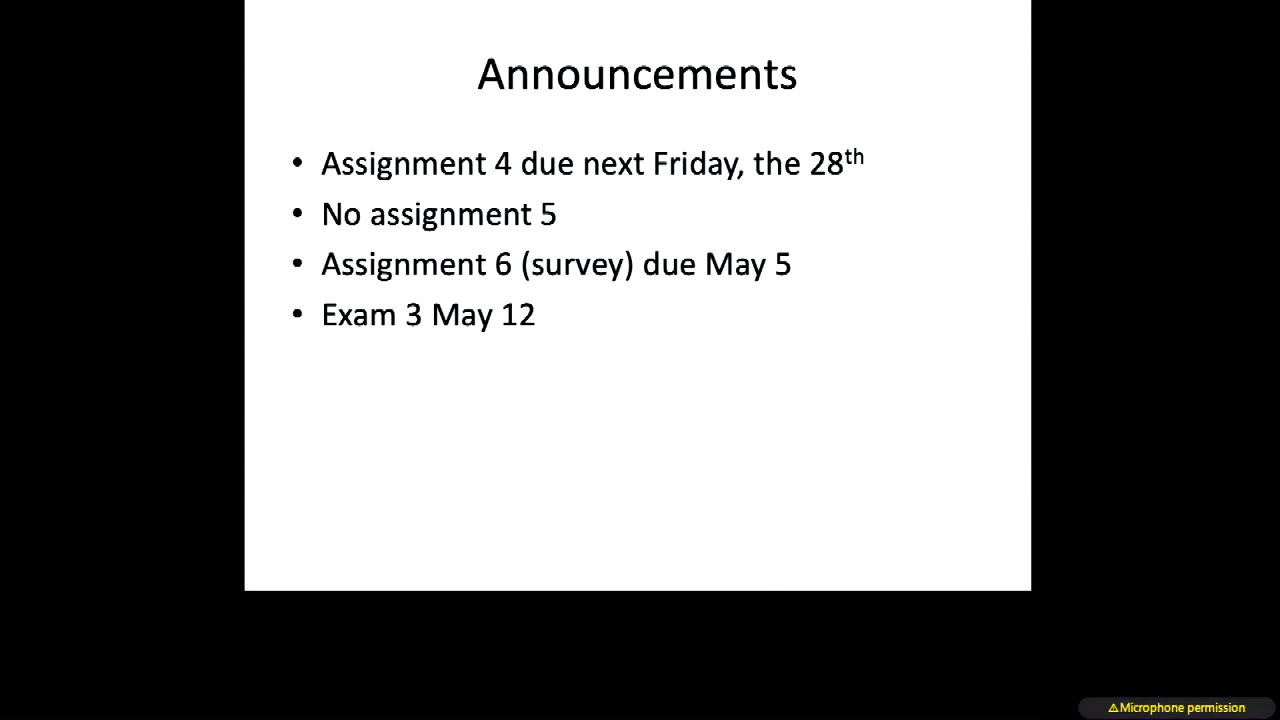 Announcements
• Assignment 4 due next Friday, the 28th
• No assignment 5
• Assignment 6 (survey) due May 5
• Exam 3 May 12
⚠Microphone permission